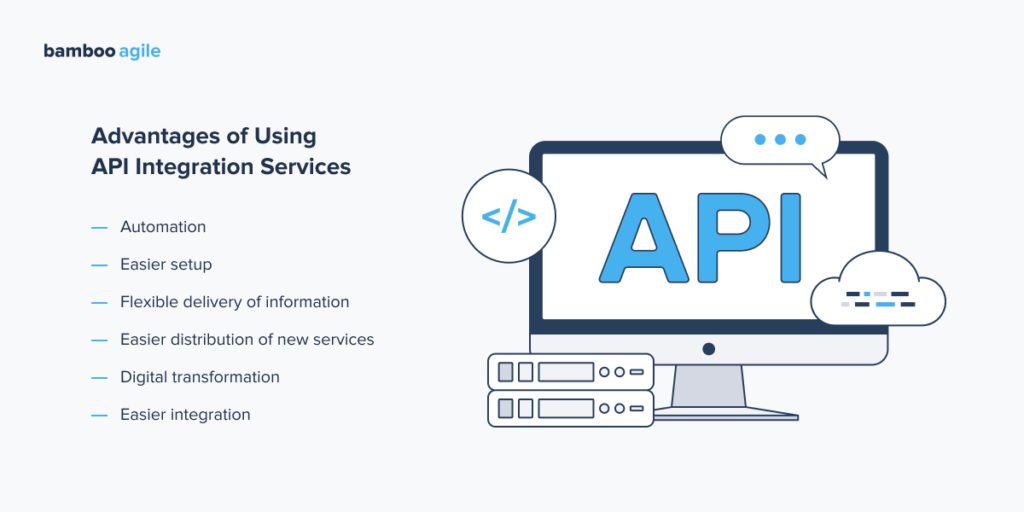 bamboo agile
Advantages of Using
API Integration Services
— Automation
— Easier setup
— Flexible delivery of information
— Easier distribution of new services
— Digital transformation
— Easier integration
</>
API